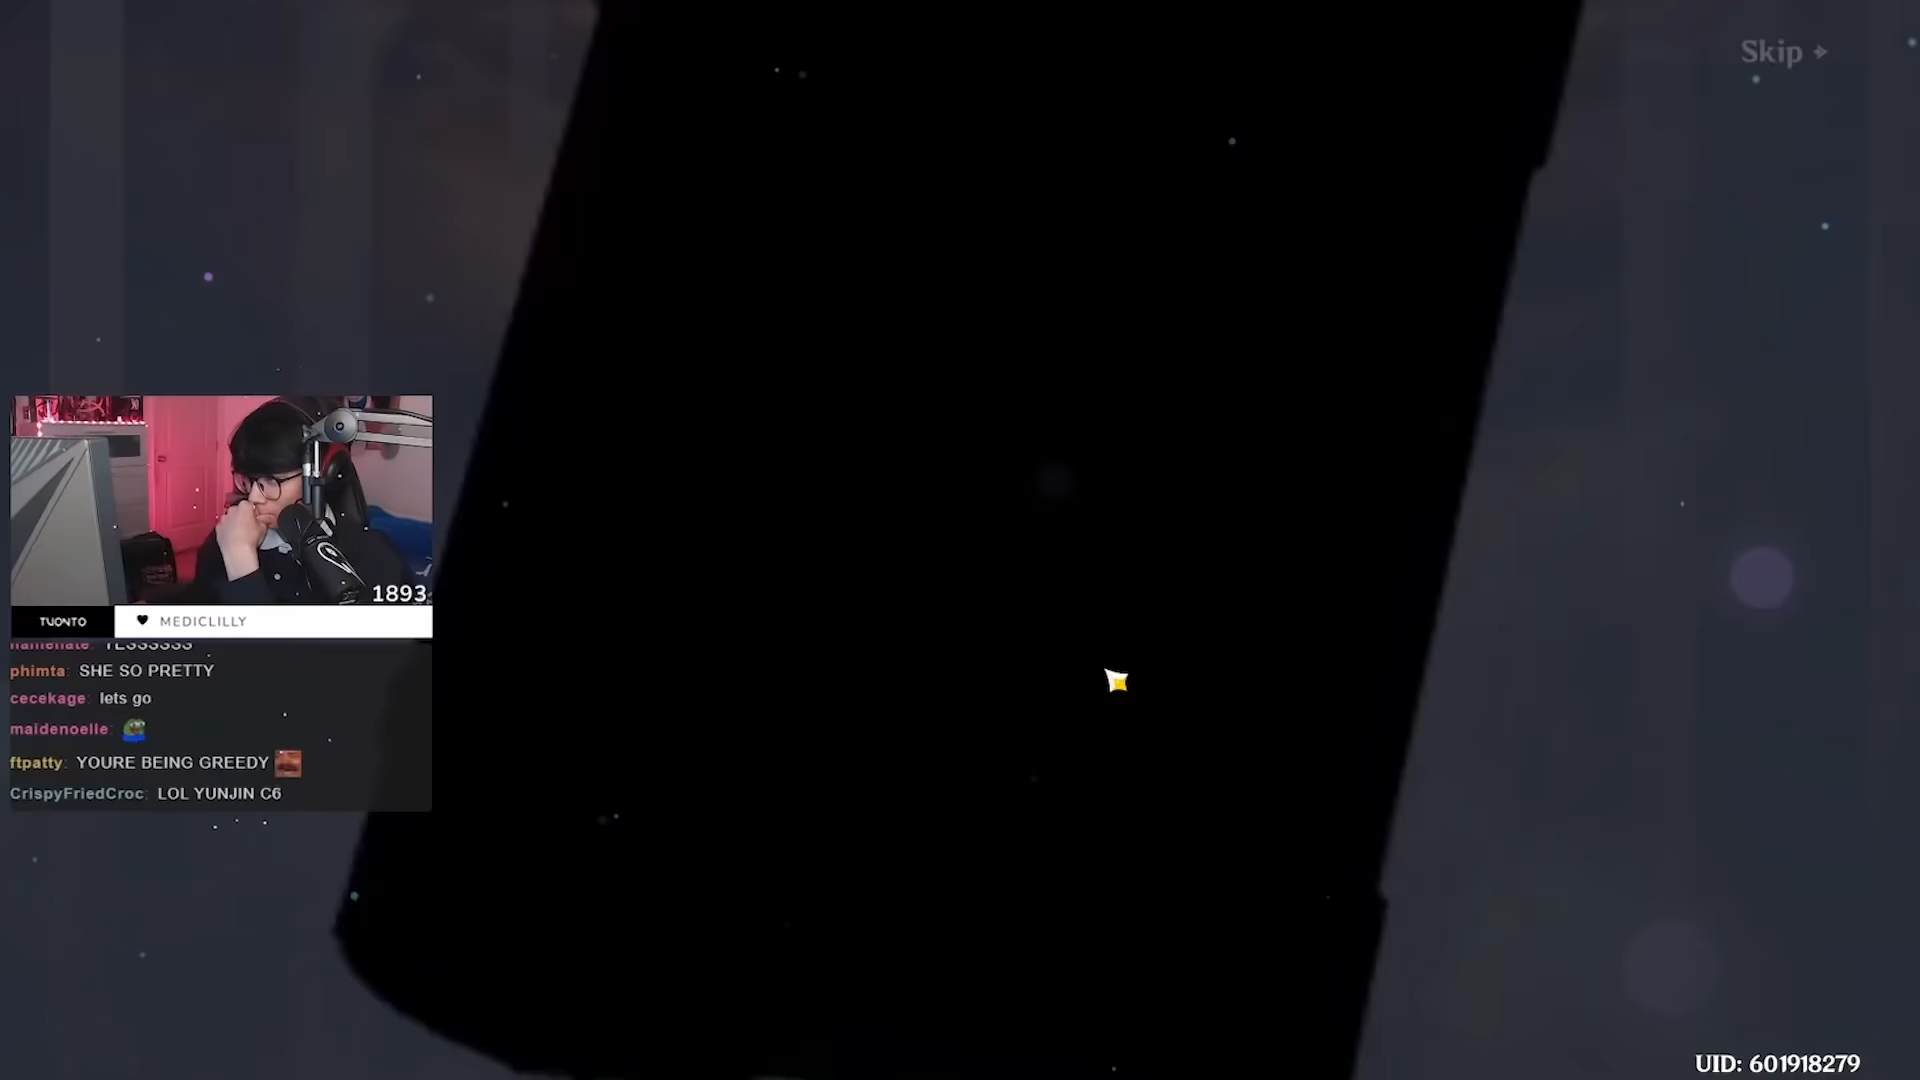 Skip
1893
TUONTO
MEDICLILLY
phimta: SHE SO PRETTY
cecekage: lets go
maidenoelle:
ftpatty: YOURE BEING GREEDY
CrispyFriedCroc: LOL YUNJIN C6
UID: 601918279